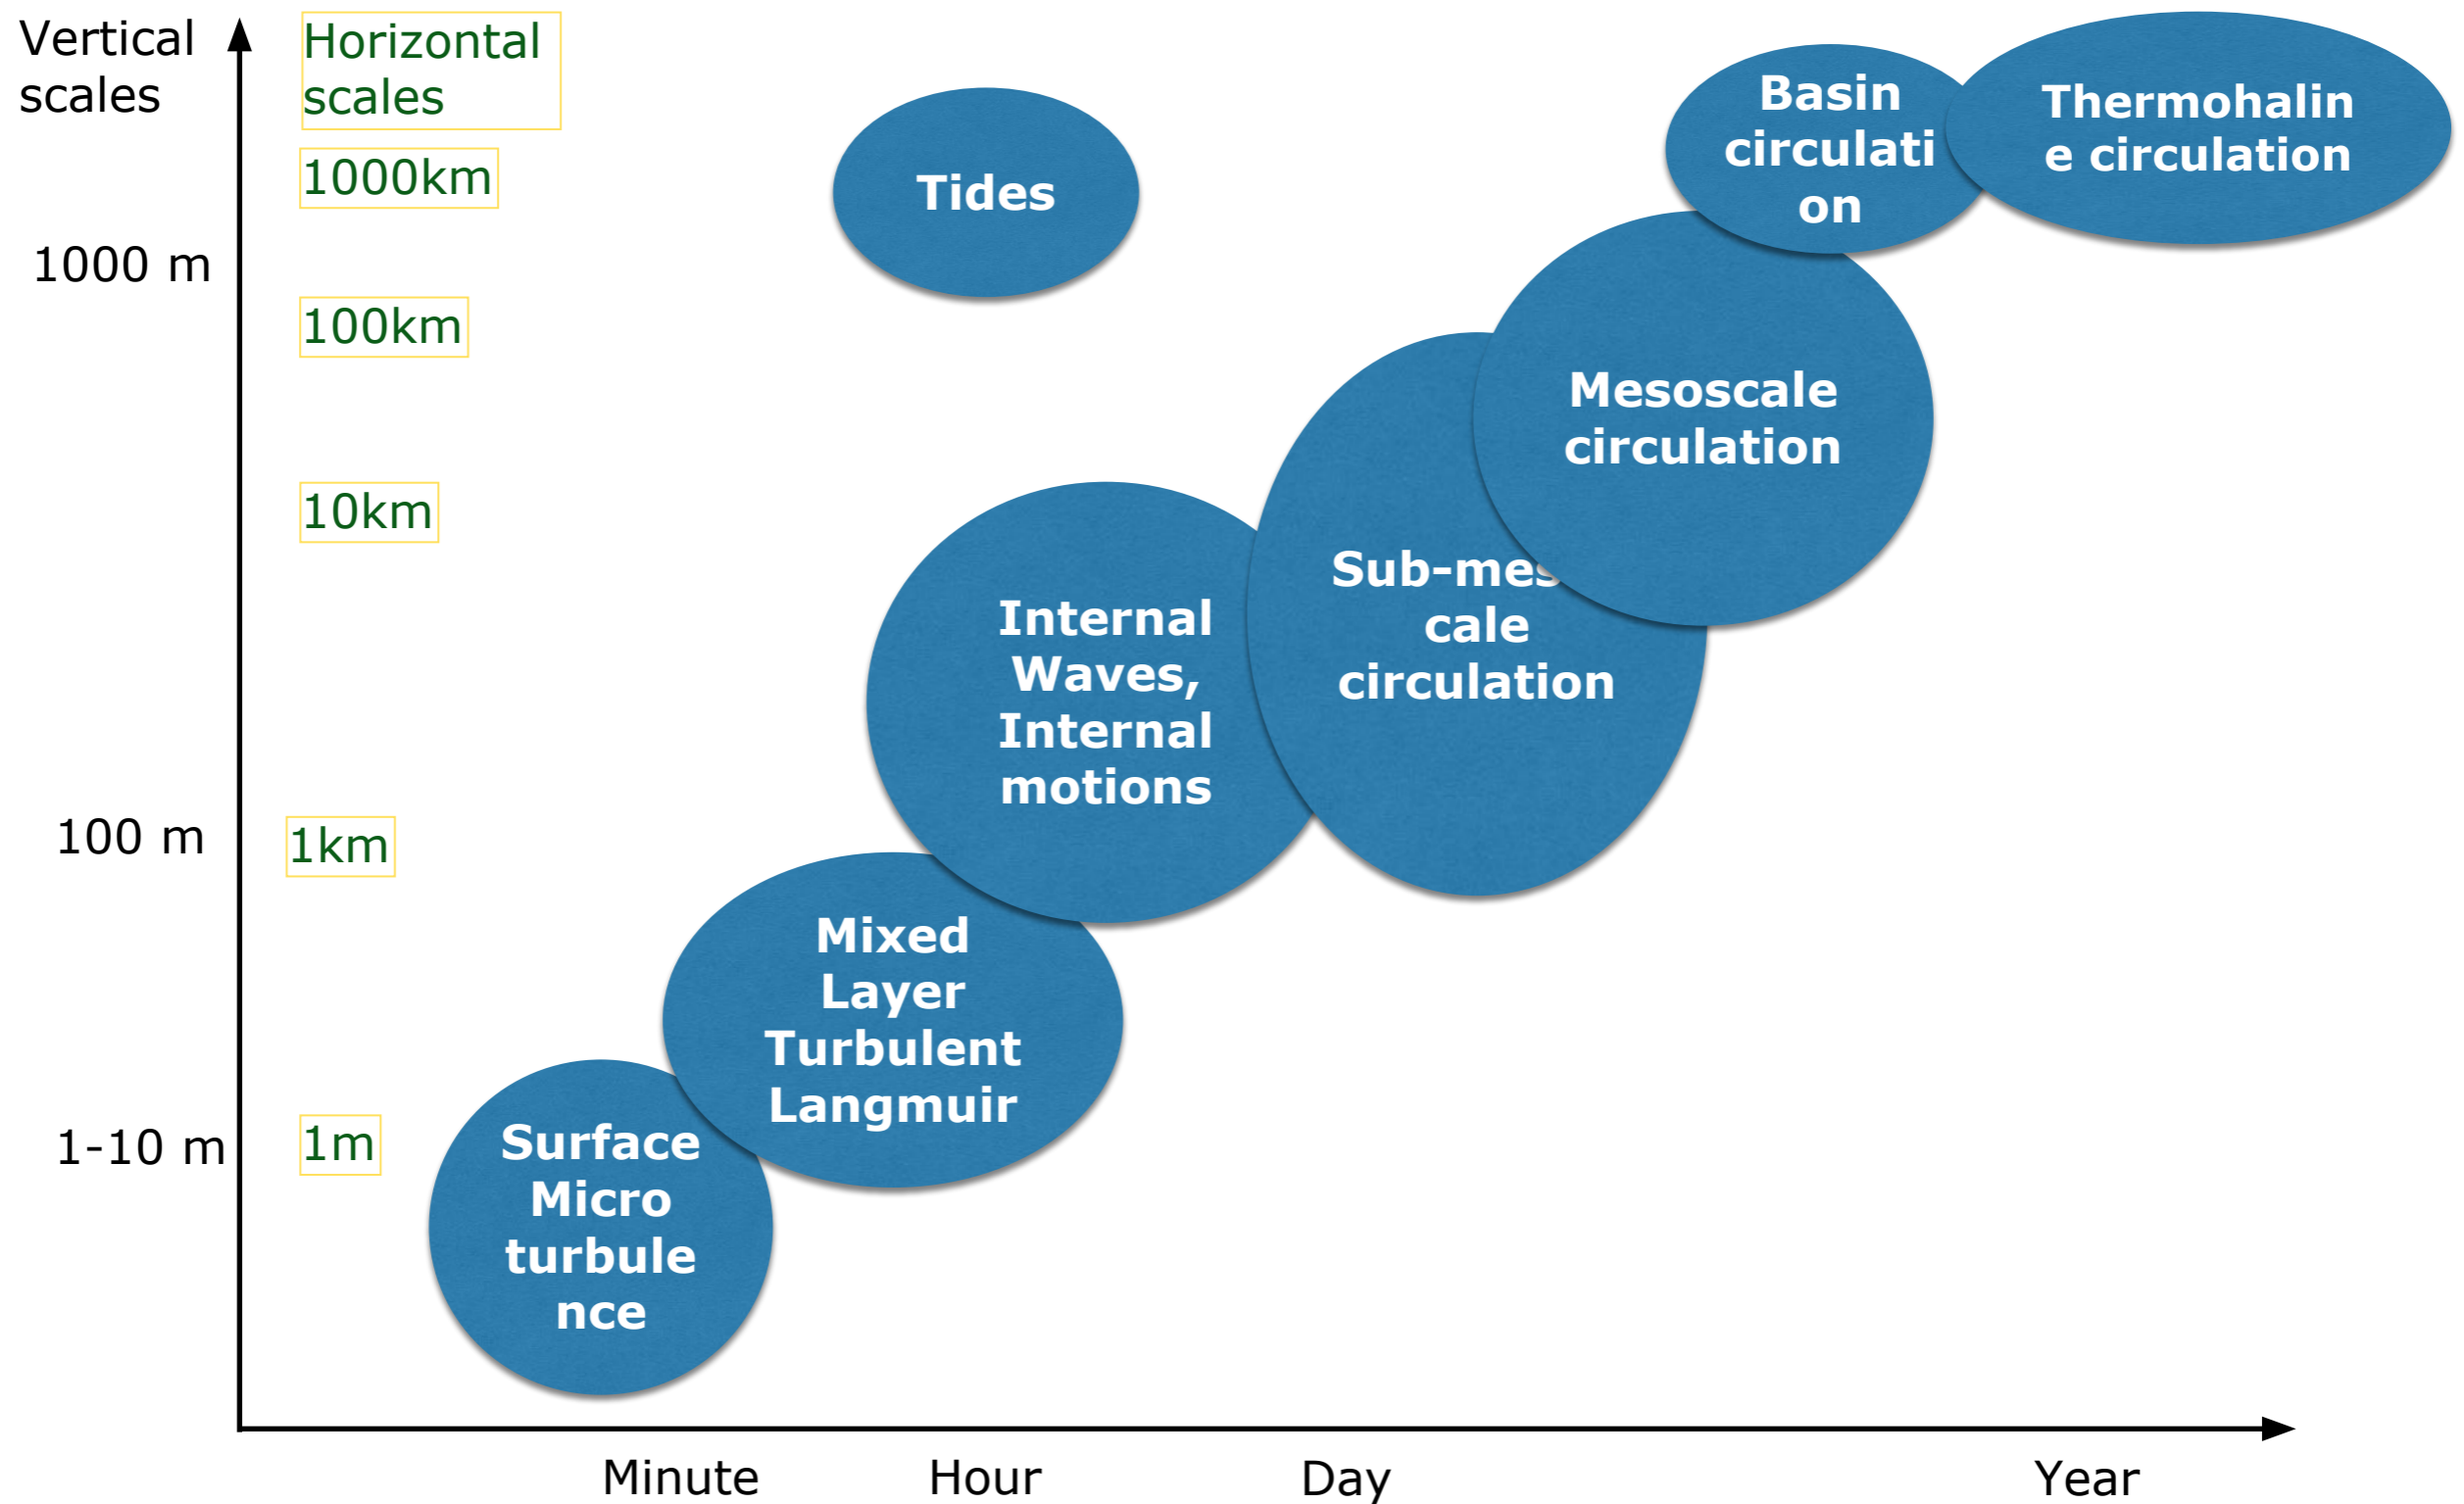 Vertical
scales
Horizontal
scales
1000km
1000 m
100km
10km
100 m
1km
1-10 m
1m
Tides
Basin
circulati
on
Thermohalin
e circulation
Mesoscale
circulation
Sub-mes
cale
circulation
Internal
Waves,
Internal
motions
Mixed
Layer
Turbulent
Langmuir
Surface
Micro
turbule
nce
Minute
Hour
Day
Year